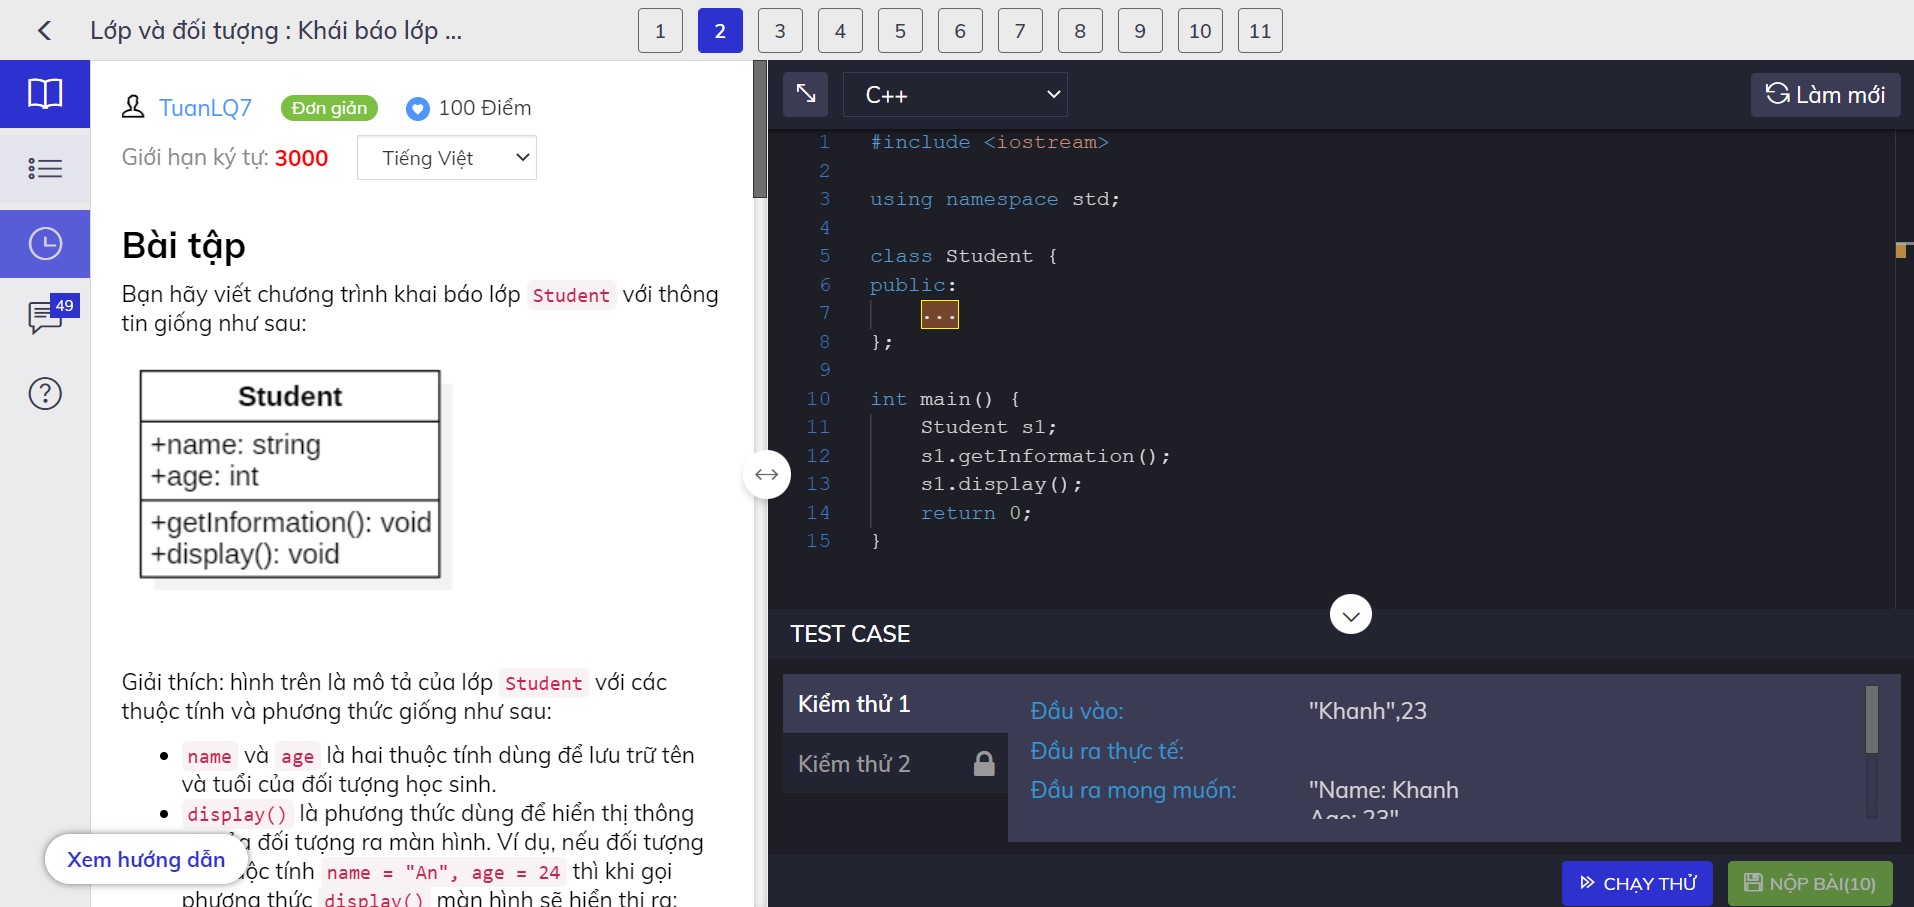 Lớp và đối tượng : Khái báo lớp ...
1 2 3 4 5 6 7 8 9 10 11
TuanLQ7 Đơn giản 100 Điểm
Giới hạn ký tự: 3000 Tiếng Việt
49
Bài tập
Bạn hãy viết chương trình khai báo lớp Student với thông
tin giống như sau:
Student
+name: string
+age: int
+getInformation(): void
+display(): void
Giải thích: hình trên là mô tả của lớp Student với các
thuộc tính và phương thức giống như sau:
name và age là hai thuộc tính dùng để lưu trữ tên
và tuổi của đối tượng học sinh.
display() là phương thức dùng để hiển thị thông
đối tượng ra màn hình. Ví dụ, nếu đối tượng
tính name = "An", age = 24 thì khi gọi
phương thức display() màn hình sẽ hiển thị ra:
Xem hướng dẫn
C++
Làm mới
1 #include <iostream>
2
3 using namespace std;
4
5 class Student {
6 public:
7 ...
8 };
9
10 int main() {
11 Student s1;
12 s1.getInformation();
13 s1.display();
14 return 0;
15 }
TEST CASE
Kiểm thử 1
Kiểm thử 2
Đầu vào: "Khanh",23
Đầu ra thực tế:
Đầu ra mong muốn: "Name: Khanh
Age: 23"
CHẠY THỬ
NỘP BÀI(10)